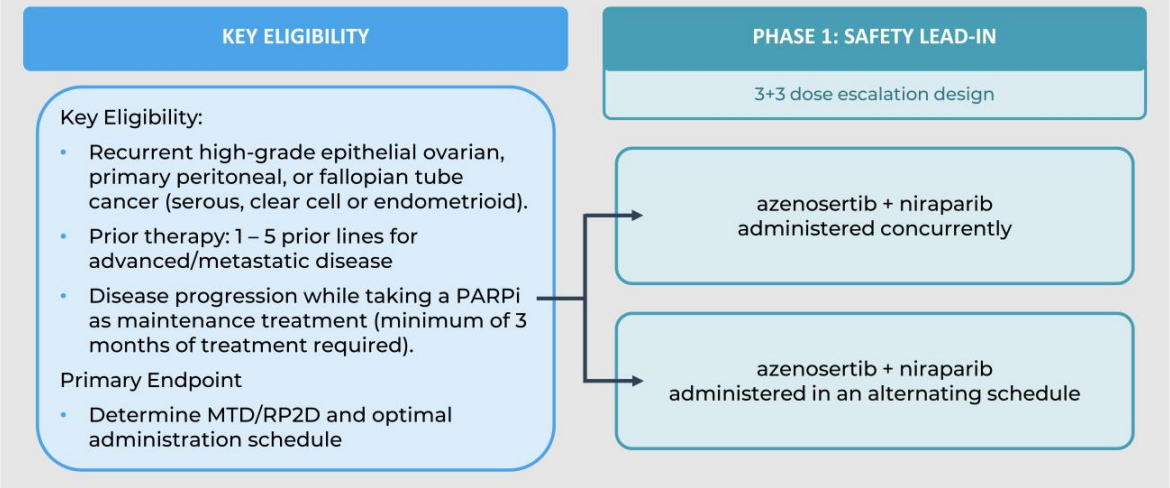 KEY ELIGIBILITY
Key Eligibility:
• Recurrent high-grade epithelial ovarian,
primary peritoneal, or fallopian tube
cancer (serous, clear cell or endometrioid).
• Prior therapy: 1 – 5 prior lines for
advanced/metastatic disease
• Disease progression while taking a PARPi
as maintenance treatment (minimum of 3
months of treatment required).
Primary Endpoint
• Determine MTD/RP2D and optimal
administration schedule
PHASE 1: SAFETY LEAD-IN
3+3 dose escalation design
azenosertib + niraparib
administered concurrently
azenosertib + niraparib
administered in an alternating schedule